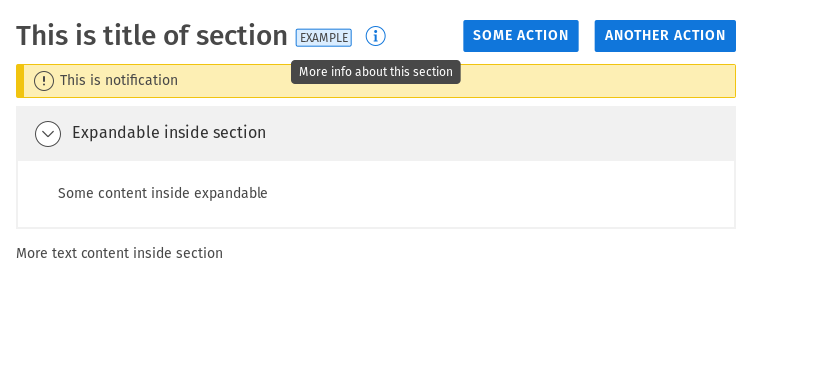 This is title of section EXAMPLE SOME ACTION ANOTHER ACTION
More info about this section
This is notification
Expandable inside section
Some content inside expandable
More text content inside section